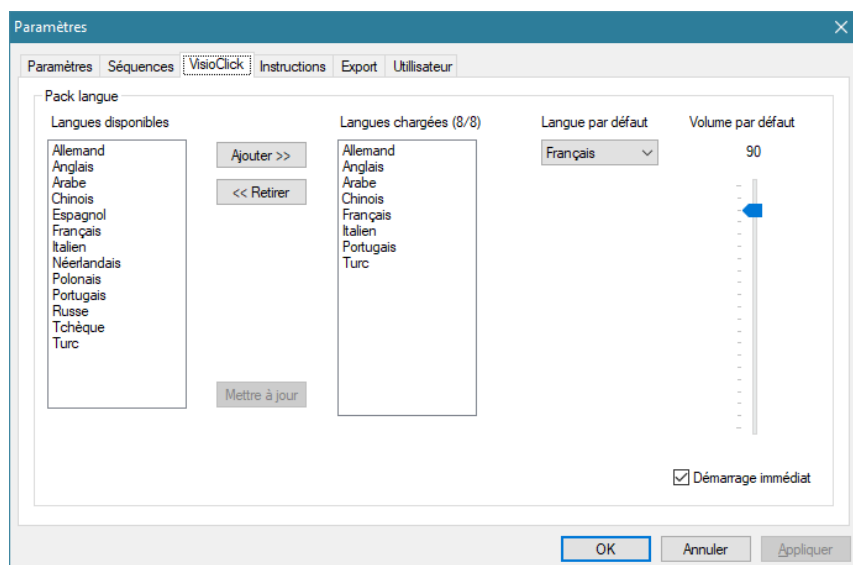 Paramètres
Paramètres Séquences VisioClick Instructions Export Utilisateur
Pack langue
Langues disponibles
Allemand
Anglais
Arabe
Chinois
Espagnol
Français
Italien
Néerlandais
Polonais
Portugais
Russe
Tchèque
Turc
Ajouter >>
<< Retirer
Mettre à jour
Langues chargées (8/8)
Allemand
Anglais
Arabe
Chinois
Français
Italien
Portugais
Turc
Langue par défaut
Français
Volume par défaut
90
Démarrage immédiat
OK Annuler Appliquer